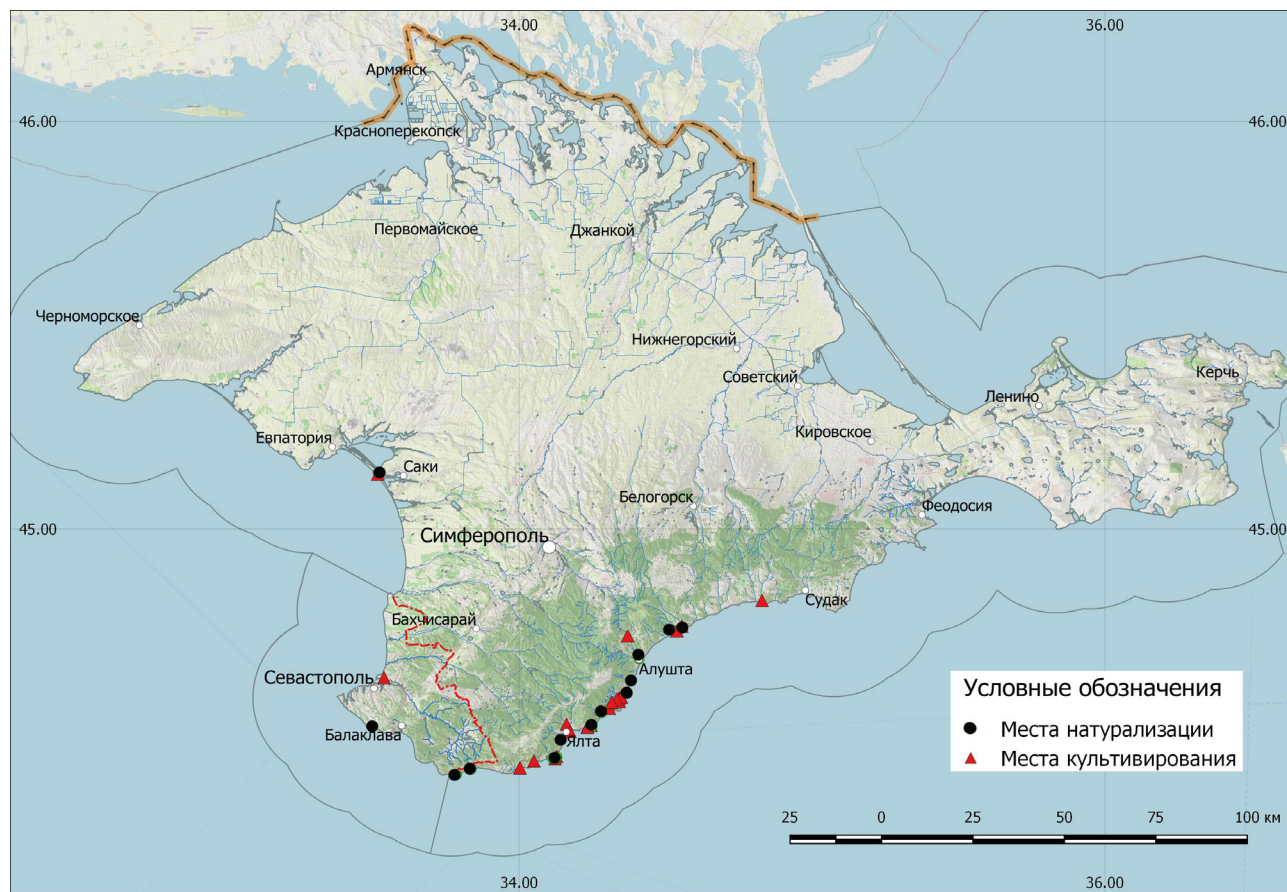 34.00
36.00
Армянск
46.00
46.00
Красноперекопск
Первомайское
Джанкой
Черноморское
Нижнегорский
Советский
Керчь
Ленино
Евпатория
Кировское
Саки
Белогорск
Феодосия
45.00
45.00
Симферополь
Судак
Бахчисарай
Алушта
Севастополь
Условные обозначения
Балаклава
Места натурализации
Ялта
Места культивирования
25 0 25 50 75 100 км
34.00
36.00